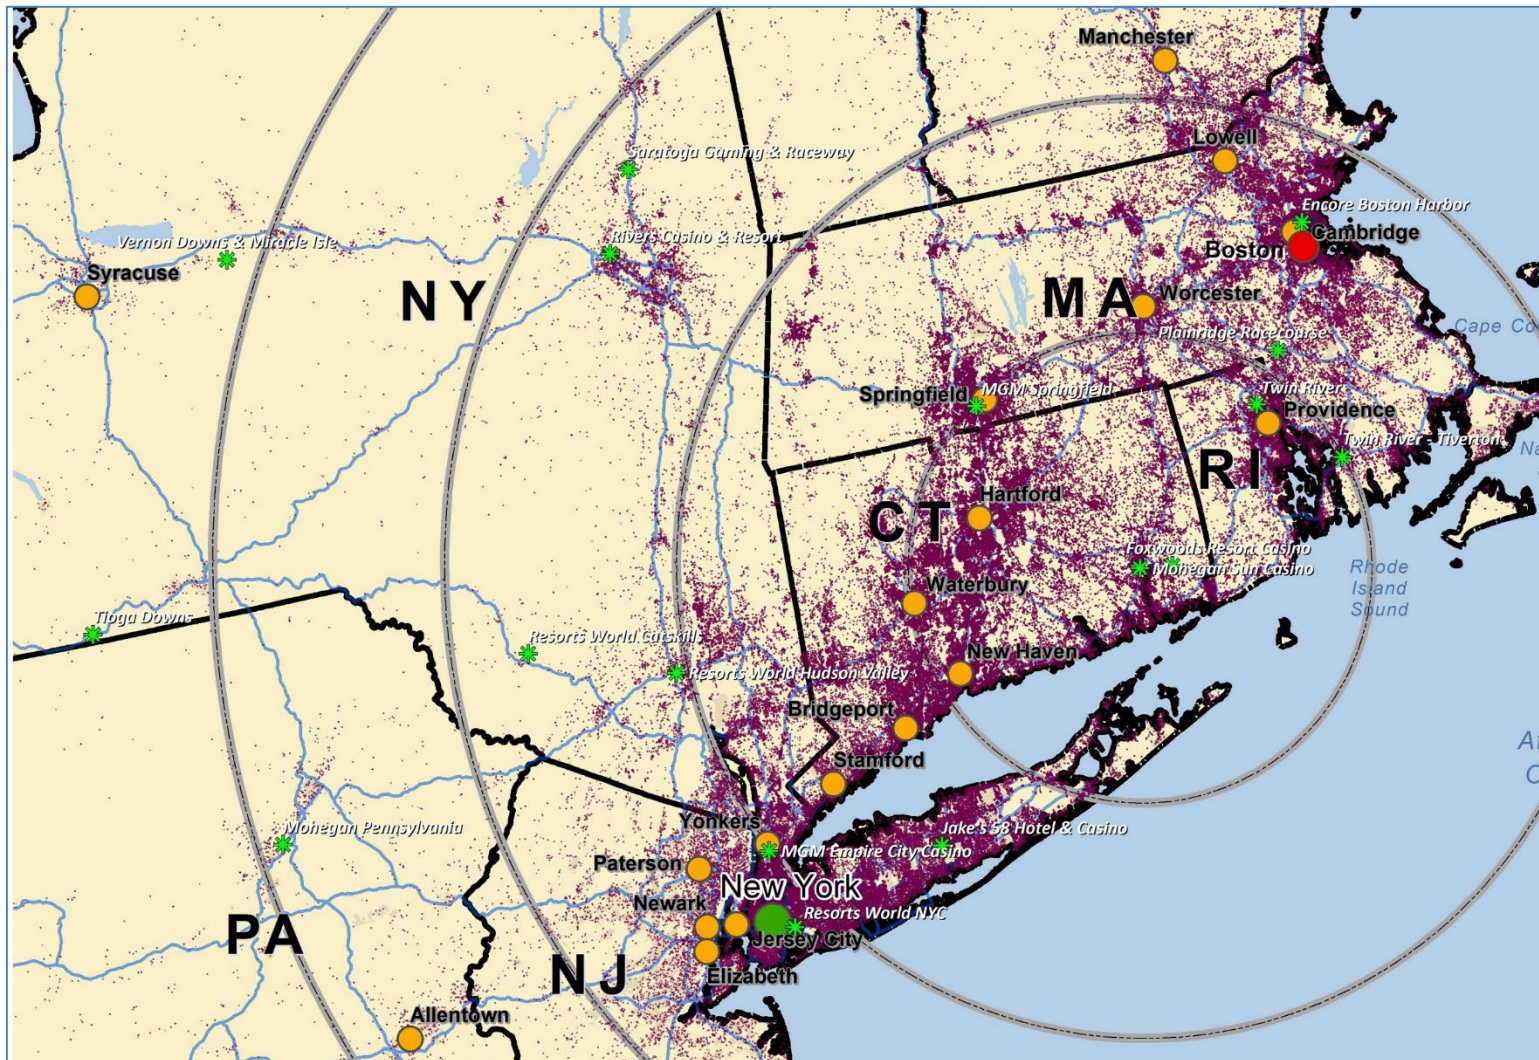 Manchester
Lowell
Saratoga Gaming & Raceway
Encore Boston Harbor
Cambridge
Boston
Vernon Downs & Miracle Isle
Rivers Casino & Resort
Syracuse
NY
MA
Worcester
Cape Co
Plainridge Racecourse
Springfield
MGM Springfield
Twin River
Providence
Twin River - Tiverton
Na
RI
Hartford
CT
Foxwoods Resort Casino
Mohegan Sun Casino
Rhode
Island
Sound
Waterbury
Tioga Downs
Resorts World Catskills
New Haven
Resorts World Hudson Valley
Bridgeport
At
Stamford
O
Yonkers
Mohegan Pennsylvania
Jake's 58 Hotel & Casino
MGM Empire City Casino
Paterson
New York
Newark
Resorts World NYC
PA
Jersey City
NJ
Elizabeth
Allentown